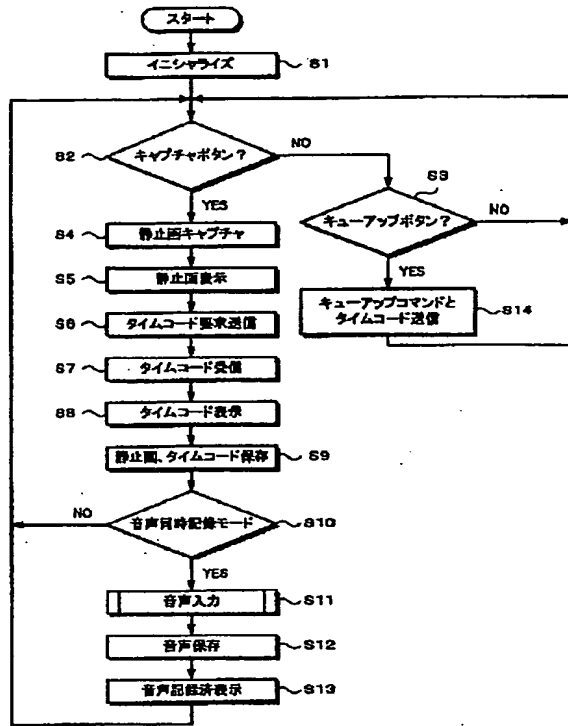 スタート
イニシャライズ
S1
S2
キャプチャボタン?
NO
YES
S3
キューアップボタン?
NO
YES
S4
静止画キャプチャ
S5
静止画表示
キューアップコマンドと
タイムコード送信
S14
S6
タイムコード要求送信
S7
タイムコード受信
S8
タイムコード表示
静止画、タイムコード保存
S9
NO
音声同時記録モード
S10
YES
音声入力
S11
音声保存
S12
音声記録済表示
S13